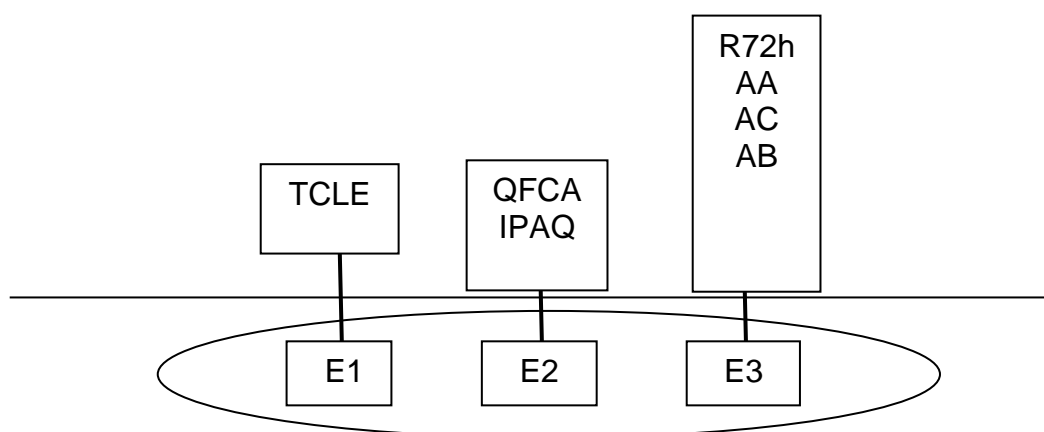 TCLE
QFCA
IPAQ
R72h
AA
AC
AB
E1
E2
E3